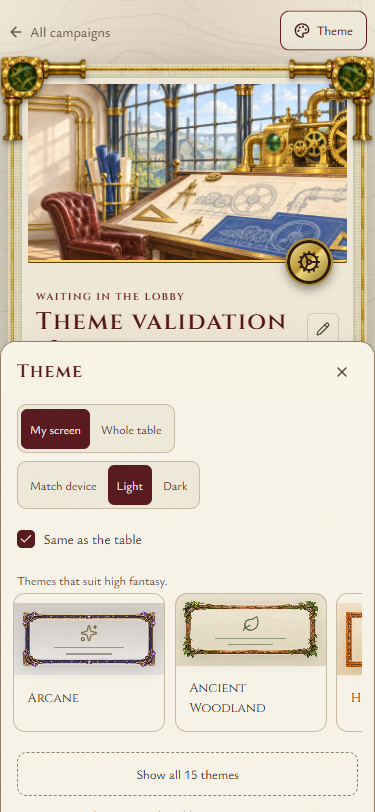 All campaigns
Theme
WAITING IN THE LOBBY
THEME VALIDATION
THEME
My screen
Whole table
Match device
Light
Dark
Same as the table
Themes that suit high fantasy.
ARCANE
ANCIENT
WOODLAND
H
Show all 15 themes